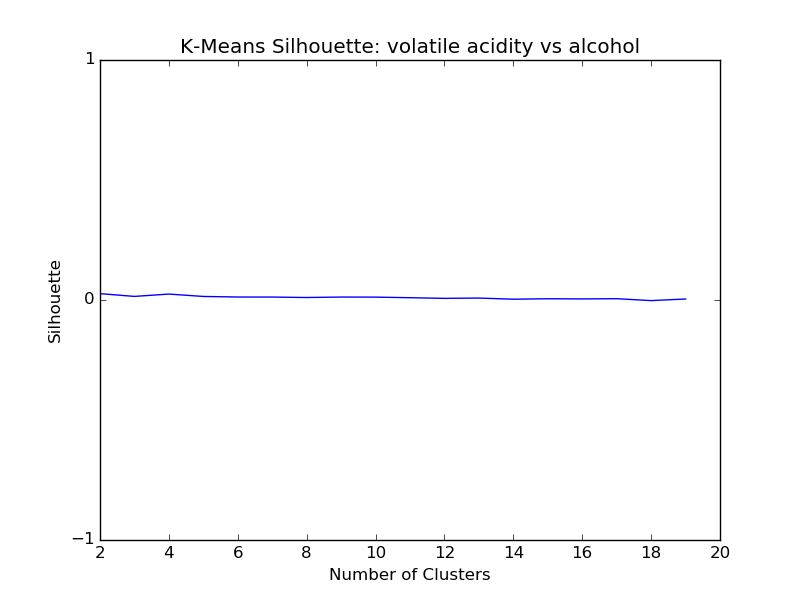 K-Means Silhouette: volatile acidity vs alcohol
1
0
−1
Silhouette
2 4 6 8 10 12 14 16 18 20
Number of Clusters